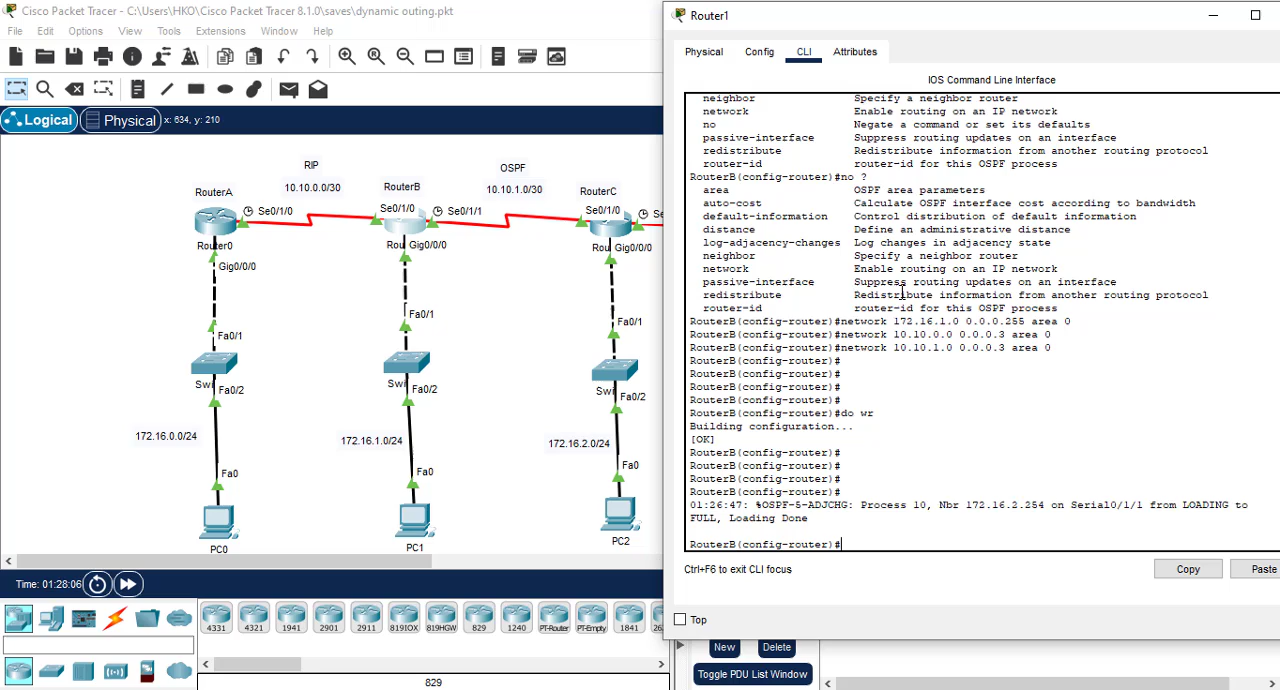 Cisco Packet Tracer - C:\Users\HKO\Cisco Packet Tracer 8.1.0\saves\dynamic outing.pkt
File Edit Options View Tools Extensions Window Help
Logical Physical x: 634, y: 210
RIP
OSPF
10.10.0.0/30
10.10.1.0/30
RouterA
RouterB
RouterC
Se0/1/0
Se0/1/0
Se0/1/1
Se0/1/0
Se
Router0
Rou Gig0/0/0
Rou Gig0/0/0
Gig0/0/0
Fa0/1
Fa0/1
Fa0/1
Swi
Swi
Swi
Fa0/2
Fa0/2
Fa0/2
172.16.0.0/24
172.16.1.0/24
172.16.2.0/24
Fa0
Fa0
Fa0
PC0
PC1
PC2
Time: 01:28:06
4331 4321 1941 2901 2911 819IOX 819HGW 829 1240 PT-Router PT-Empty 1841 262
829
Router1
Physical Config CLI Attributes
IOS Command Line Interface
neighbor Specify a neighbor router
network Enable routing on an IP network
no Negate a command or set its defaults
passive-interface Suppress routing updates on an interface
redistribute Redistribute information from another routing protocol
router-id router-id for this OSPF process
RouterB(config-router)#no ?
area OSPF area parameters
auto-cost Calculate OSPF interface cost according to bandwidth
default-information Control distribution of default information
distance Define an administrative distance
log-adjacency-changes Log changes in adjacency state
neighbor Specify a neighbor router
network Enable routing on an IP network
passive-interface Suppress routing updates on an interface
redistribute Redistribute information from another routing protocol
router-id router-id for this OSPF process
RouterB(config-router)#network 172.16.1.0 0.0.0.255 area 0
RouterB(config-router)#network 10.10.0.0 0.0.0.3 area 0
RouterB(config-router)#network 10.10.1.0 0.0.0.3 area 0
RouterB(config-router)#
RouterB(config-router)#
RouterB(config-router)#
RouterB(config-router)#
RouterB(config-router)#do wr
Building configuration...
[OK]
RouterB(config-router)#
RouterB(config-router)#
RouterB(config-router)#
RouterB(config-router)#
01:26:47: %OSPF-5-ADJCHG: Process 10, Nbr 172.16.2.254 on Serial0/1/1 from LOADING to
FULL, Loading Done
RouterB(config-router)#
Ctrl+F6 to exit CLI focus
Copy Paste
Top
New Delete
Toggle PDU List Window